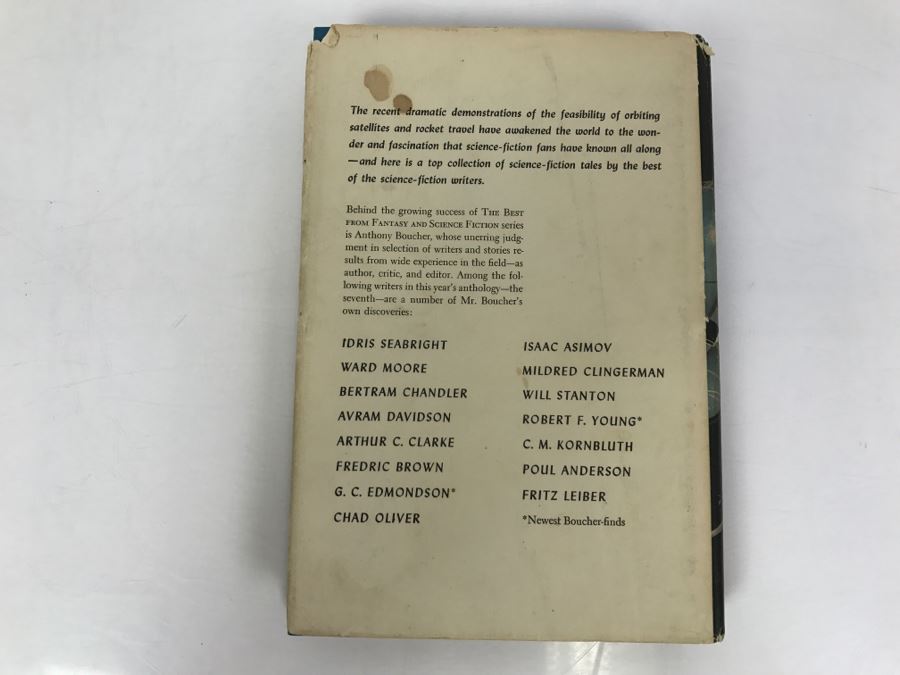 The recent dramatic demonstrations of the feasibility of orbiting
satellites and rocket travel have awakened the world to the won-
der and fascination that science-fiction fans have known all along
—and here is a top collection of science-fiction tales by the best
of the science-fiction writers.
Behind the growing success of THE BEST
FROM FANTASY AND SCIENCE FICTION series
is Anthony Boucher, whose unerring judg-
ment in selection of writers and stories re-
sults from wide experience in the field—as
author, critic, and editor. Among the fol-
lowing writers in this year's anthology—the
seventh—are a number of Mr. Boucher's
own discoveries:
IDRIS SEABRIGHT
WARD MOORE
BERTRAM CHANDLER
AVRAM DAVIDSON
ARTHUR C. CLARKE
FREDRIC BROWN
G. C. EDMONDSON*
CHAD OLIVER
ISAAC ASIMOV
MILDRED CLINGERMAN
WILL STANTON
ROBERT F. YOUNG*
C. M. KORNBLUTH
POUL ANDERSON
FRITZ LEIBER
*Newest Boucher-finds